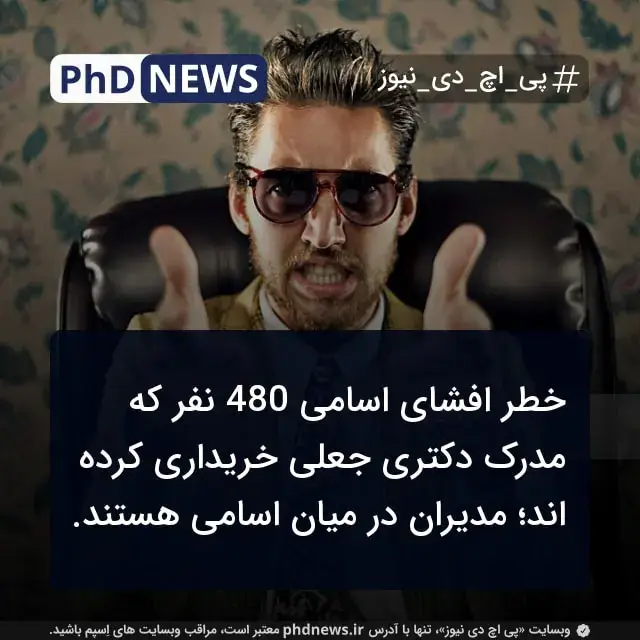 PhD NEWS
#پی_اچ_دی_نیوز
خطر افشای اسامی 480 نفر که
مدرک دکتری جعلی خریداری کرده
اند؛ مدیران در میان اسامی هستند.
وبسایت «پی اچ دی نیوز»، تنها با آدرس phdnews.ir معتبر است، مراقب وبسایت های اِسپم باشید.